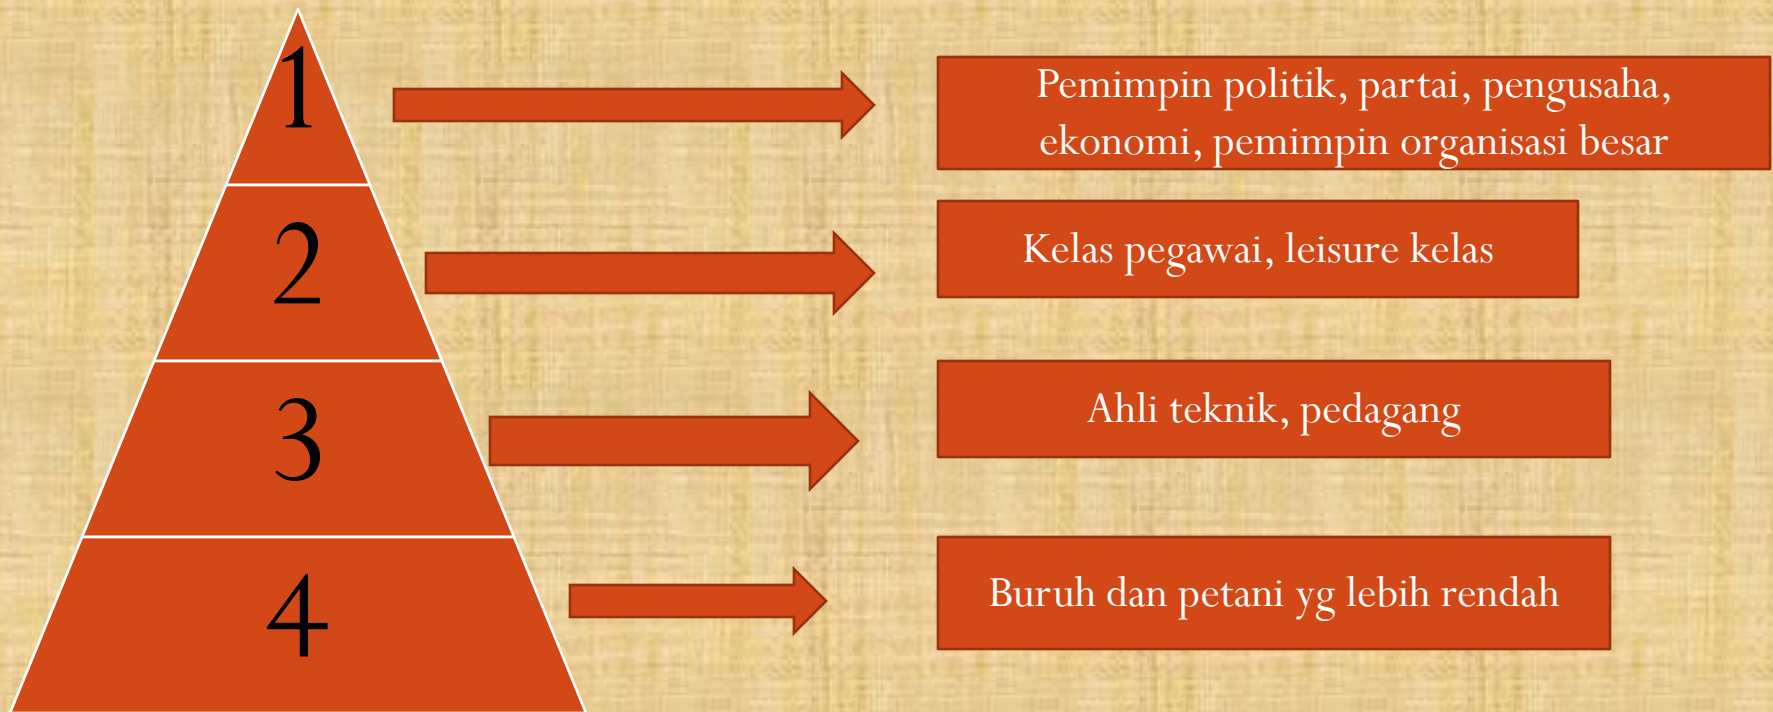 1
Pemimpin politik, partai, pengusaha,
ekonomi, pemimpin organisasi besar
2
Kelas pegawai, leisure kelas
3
Ahli teknik, pedagang
4
Buruh dan petani yg lebih rendah